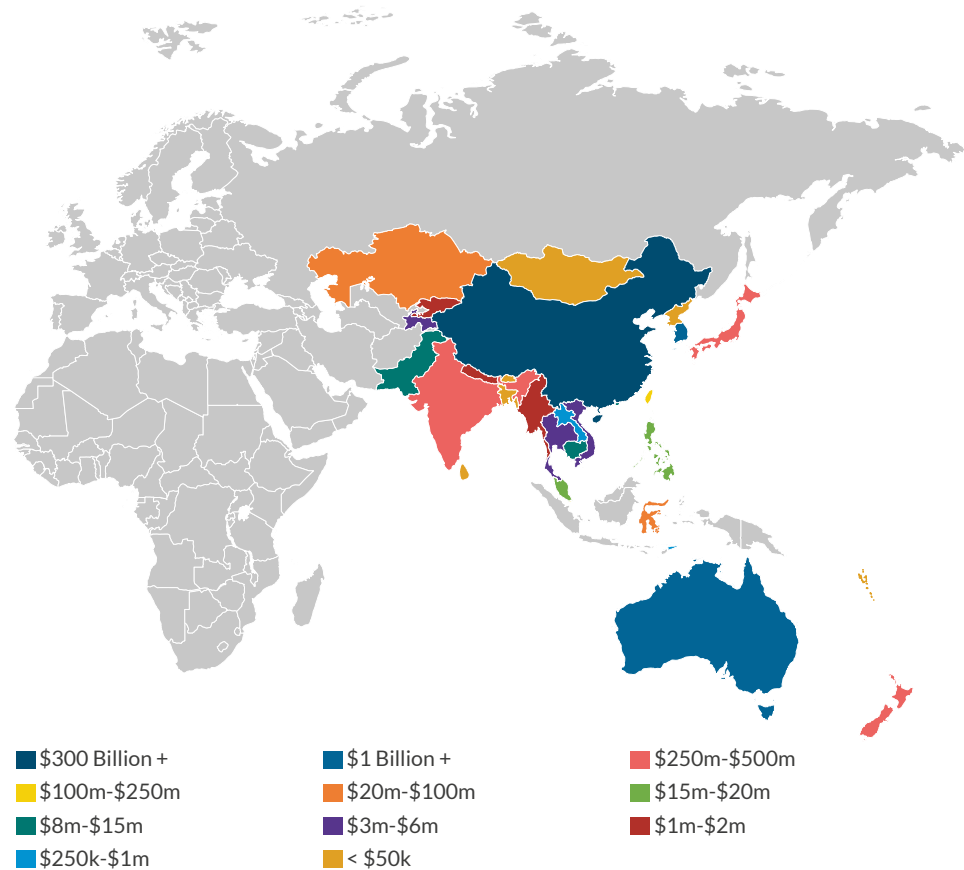 $300 Billion +
$1 Billion +
$250m-$500m
$100m-$250m
$20m-$100m
$15m-$20m
$8m-$15m
$3m-$6m
$1m-$2m
$250k-$1m
< $50k